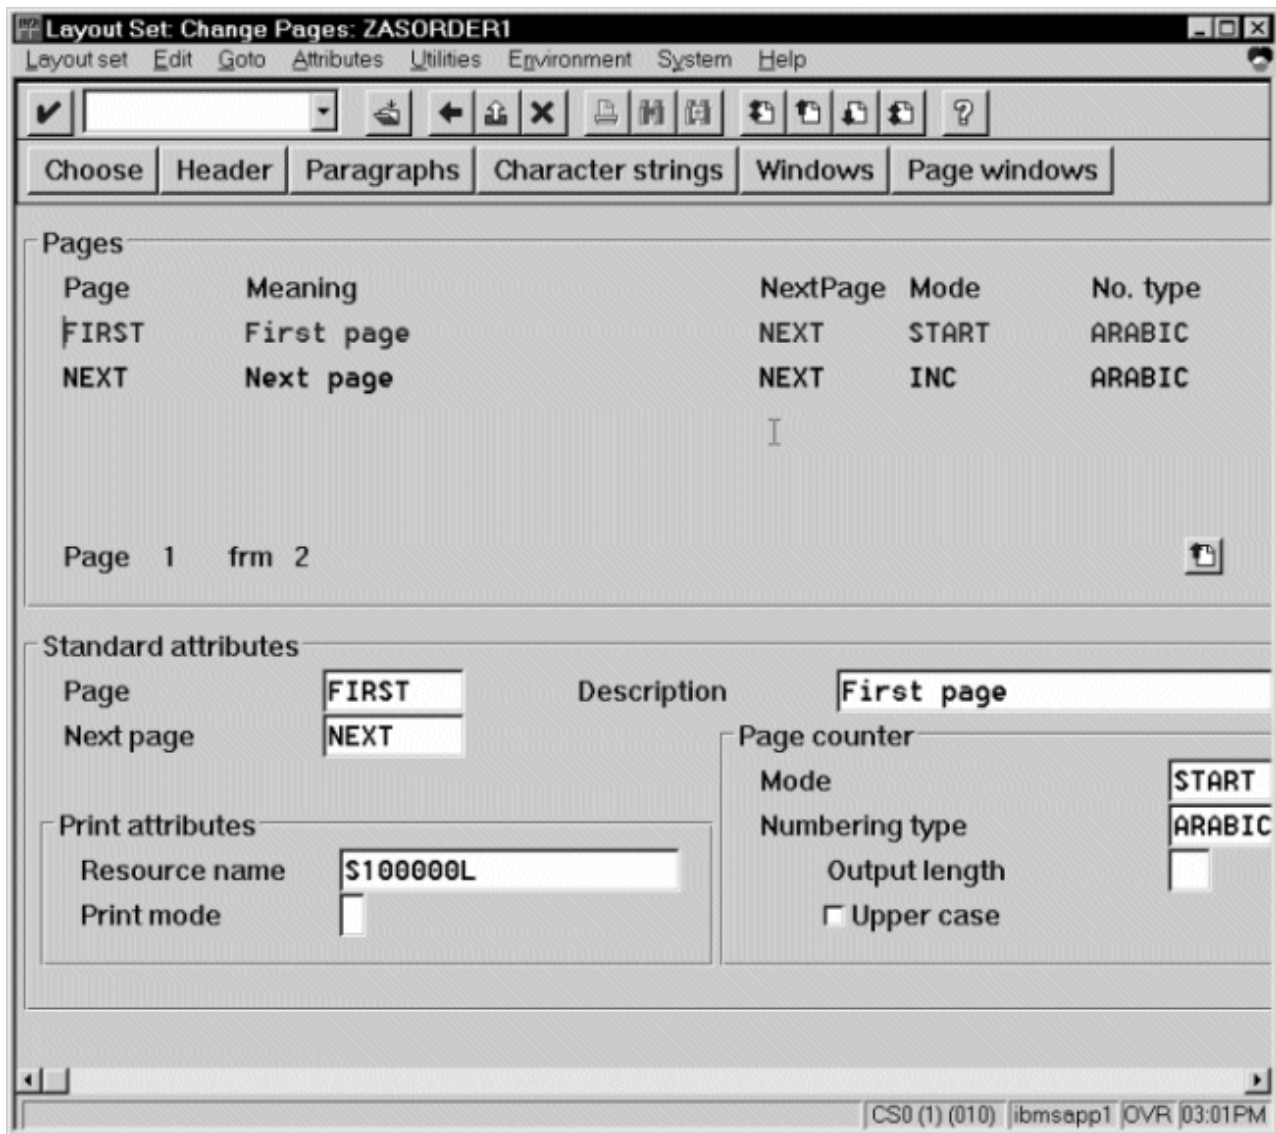 Layout Set: Change Pages: ZASORDER1
Layout set Edit Goto Attributes Utilities Environment System Help
Choose Header Paragraphs Character strings Windows Page windows
Pages
Page Meaning NextPage Mode No. type
FIRST First page NEXT START ARABIC
NEXT Next page NEXT INC ARABIC
Page 1 frm 2
Standard attributes
Page FIRST Description First page
Next page NEXT
Page counter
Mode START
Print attributes
Numbering type ARABIC
Resource name S100000L
Output length
Print mode
Upper case
CS0 (1) (010) ibmsapp1 OVR 03:01PM